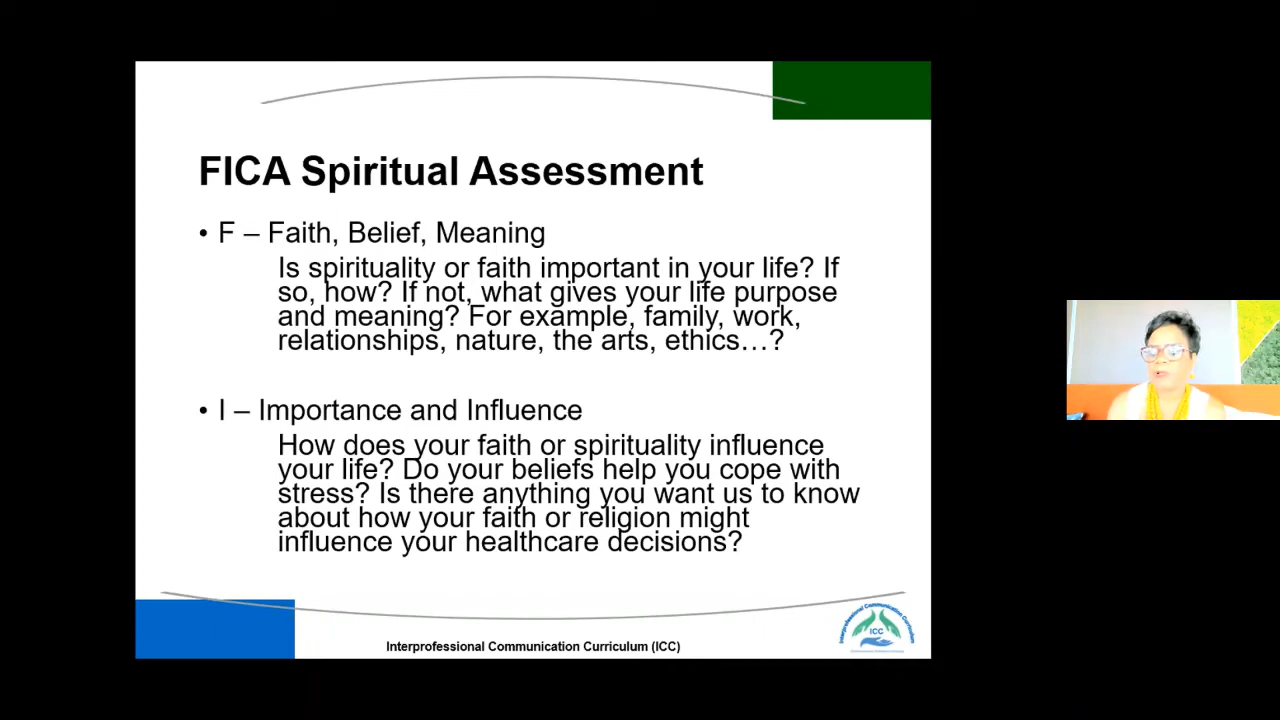 FICA Spiritual Assessment
• F – Faith, Belief, Meaning
Is spirituality or faith important in your life? If
so, how? If not, what gives your life purpose
and meaning? For example, family, work,
relationships, nature, the arts, ethics…?
• I – Importance and Influence
How does your faith or spirituality influence
your life? Do your beliefs help you cope with
stress? Is there anything you want us to know
about how your faith or religion might
influence your healthcare decisions?
Interprofessional Communication Curriculum (ICC)
Interprofessional Communication Curriculum
ICC